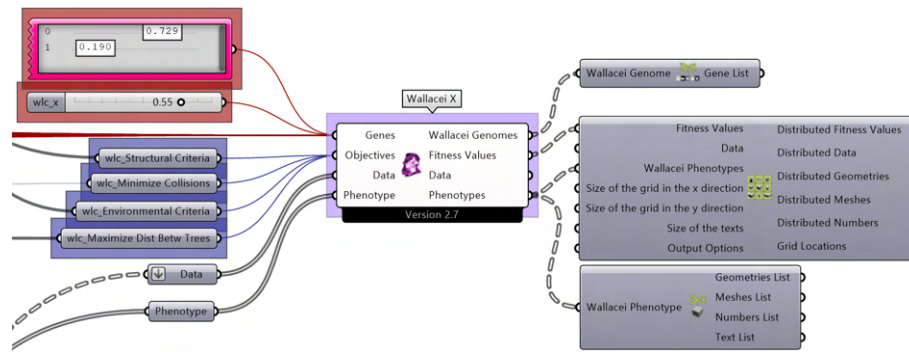 0
0.729
1
0.190
wlc_x
0.55
wlc_Structural Criteria
wlc_Minimize Collisions
wlc_Environmental Criteria
wlc_Maximize Dist Betw Trees
Data
Phenotype
Wallacei X
Genes
Objectives
Data
Phenotype
Wallacei Genomes
Fitness Values
Data
Phenotypes
Version 2.7
Wallacei Genome
Gene List
Fitness Values
Data
Wallacei Phenotypes
Size of the grid in the x direction
Size of the grid in the y direction
Size of the texts
Output Options
Distributed Fitness Values
Distributed Data
Distributed Geometries
Distributed Meshes
Distributed Numbers
Grid Locations
Wallacei Phenotype
Geometries List
Meshes List
Numbers List
Text List